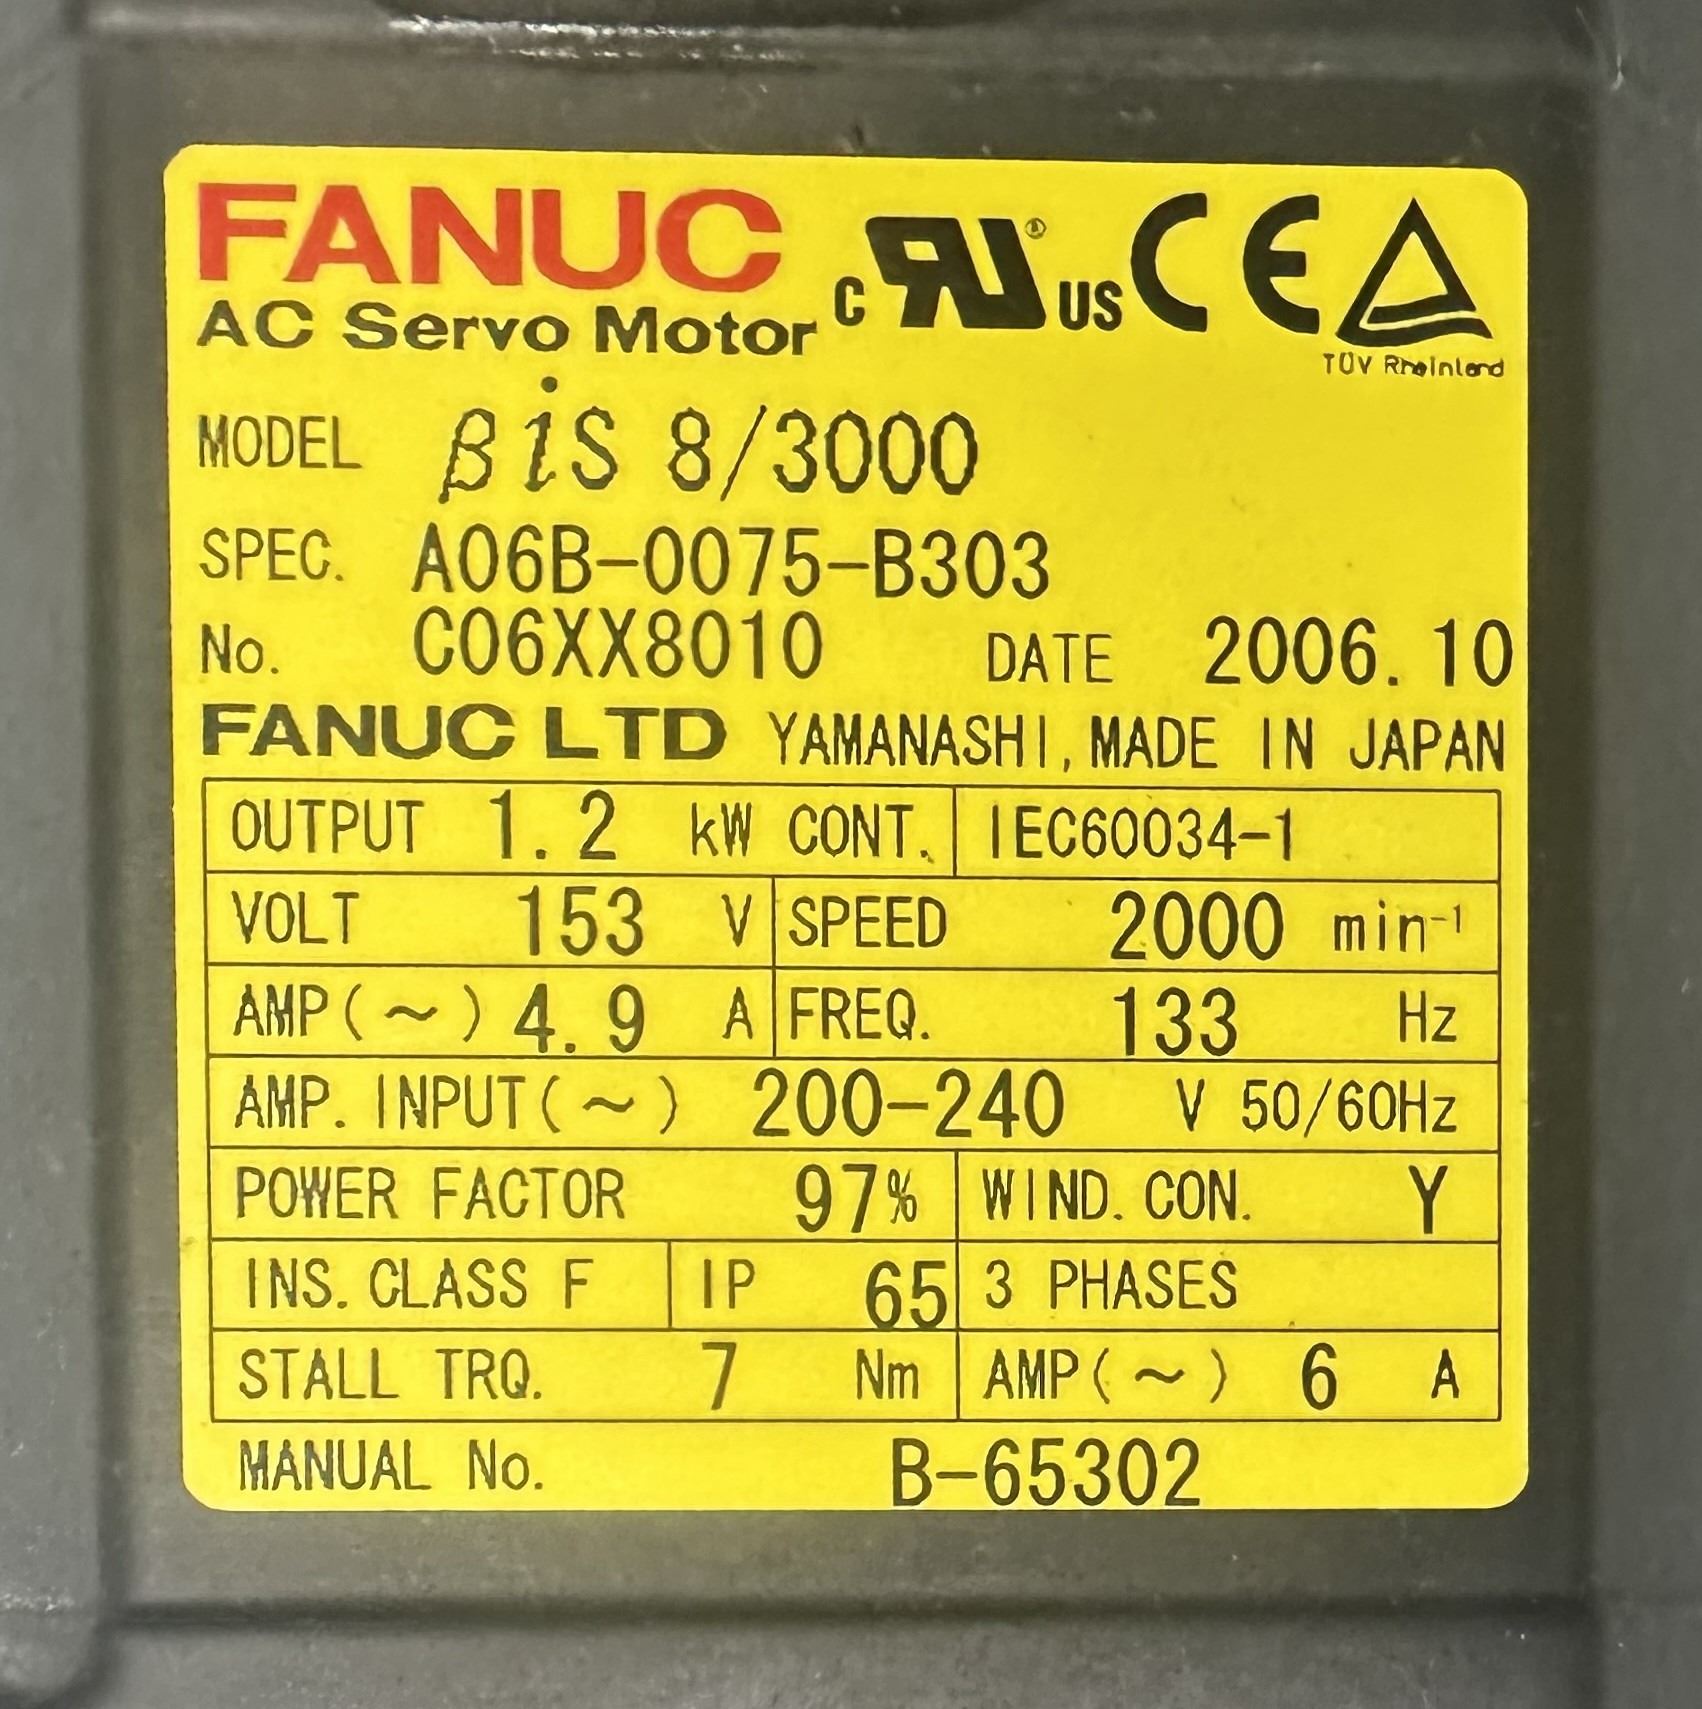 FANUC
AC Servo Motor
c RU ® US CE
TÜV Rheinland
MODEL βiS 8/3000
SPEC. A06B-0075-B303
No. C06XX8010 DATE 2006.10
FANUC LTD YAMANASHI, MADE IN JAPAN
OUTPUT 1.2 kW CONT. IEC60034-1
VOLT 153 V SPEED 2000 min⁻¹
AMP(~) 4.9 A FREQ. 133 Hz
AMP. INPUT(~) 200-240 V 50/60Hz
POWER FACTOR 97% WIND. CON. Y
INS. CLASS F IP 65 3 PHASES
STALL TRQ. 7 Nm AMP(~) 6 A
MANUAL No. B-65302